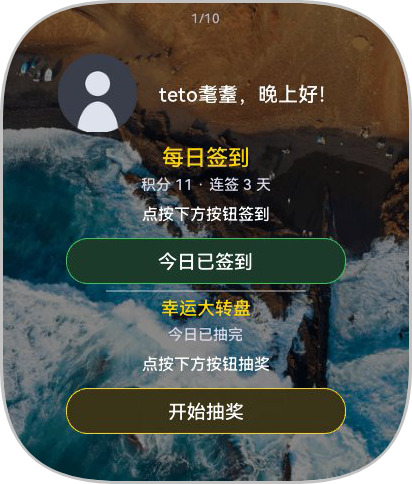 1/10
teto耄耋，晚上好!
每日签到
积分 11 · 连签 3 天
点按下方按钮签到
今日已签到
幸运大转盘
今日已抽完
点按下方按钮抽奖
开始抽奖